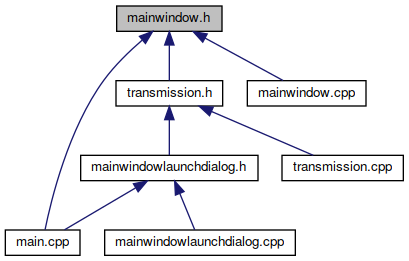 mainwindow.h
transmission.h
mainwindow.cpp
mainwindowlaunchdialog.h
transmission.cpp
main.cpp
mainwindowlaunchdialog.cpp